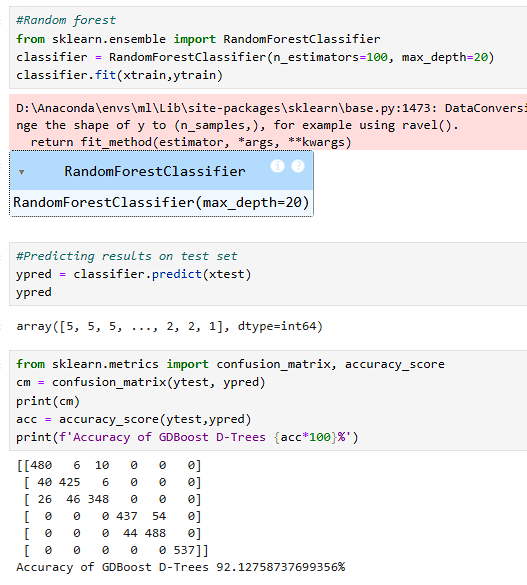 #Random forest
from sklearn.ensemble import RandomForestClassifier
classifier = RandomForestClassifier(n_estimators=100, max_depth=20)
classifier.fit(xtrain,ytrain)
D:\Anaconda\envs\ml\Lib\site-packages\sklearn\base.py:1473: DataConversi
nge the shape of y to (n_samples,), for example using ravel().
  return fit_method(estimator, *args, **kwargs)
▾ RandomForestClassifier i ?
RandomForestClassifier(max_depth=20)
#Predicting results on test set
ypred = classifier.predict(xtest)
ypred
array([5, 5, 5, ..., 2, 2, 1], dtype=int64)
from sklearn.metrics import confusion_matrix, accuracy_score
cm = confusion_matrix(ytest, ypred)
print(cm)
acc = accuracy_score(ytest,ypred)
print(f'Accuracy of GDBoost D-Trees {acc*100}%')
[[480   6  10   0   0   0]
 [ 40 425   6   0   0   0]
 [ 26  46 348   0   0   0]
 [  0   0   0 437  54   0]
 [  0   0   0  44 488   0]
 [  0   0   0   0   0 537]]
Accuracy of GDBoost D-Trees 92.12758737699356%